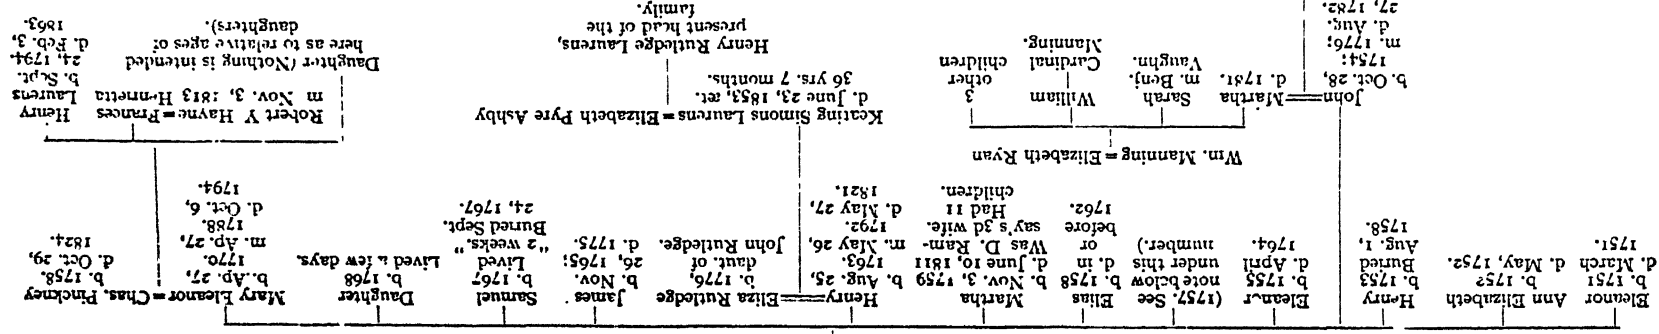 Eleanor
b. 1751
d. March
1751.
Ann Elizabeth
b. 1752
d. May, 1752.
Henry
b. 1753
Buried
Aug. 1,
1758.
Eleanor
b. 1755
d. April
1764.
(1757. See
note below
under this
number.)
Elias
b. 1758
d. in
or
before
1762.
Martha
b. Nov. 3, 1759
d. June 10, 1811
Was D. Ram-
say's 3d wife.
Had 11
children.
Henry══Eliza Rutledge
b. Aug. 25,
1763.
m. May 26,
1792.
d. May 27,
1821.
b. 1776,
daut. of
John Rutledge.
James
b. Nov
26, 1765;
d. 1775.
Samuel
b. 1767
Lived
"2 weeks."
Buried Sept.
24, 1767.
Daughter
b. 1768
Lived a few days.
Mary Eleanor=Chas. Pinckney
b. Ap. 27,
1770.
m. Ap. 27,
1788.
d. Oct. 6,
1794.
b. 1758.
d. Oct. 29,
1824.
Wm. Manning=Elizabeth Ryan
John══Martha
b. Oct. 28,
1754;
m. 1776;
d. Aug.
27, 1782.
d. 1781.
Sarah
m. Benj.
Vaughn.
William
Cardinal
Manning.
3
other
children
Keating Simons Laurens=Elizabeth Pyre Ashby
d. June 23, 1853, æt.
36 yrs. 7 months.
Henry Rutledge Laurens,
present head of the
family.
Robert Y Hayne=Frances Henrietta
m Nov. 3, 1813
Henry
Laurens
b. Sept.
24, 1794
d. Feb. 3,
1863.
Daughter (Nothing is intended
here as to relative ages of
daughters).